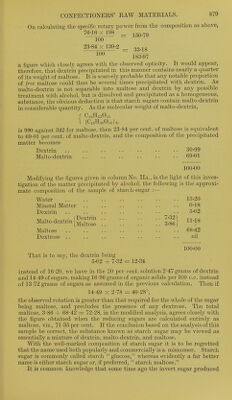 CONFECTIONERS' RAW MATERIALS. 879
On calculating the specific rotary power from the composition as above,
76·16 × 198
100 = 150·79
23·84 × 139·2
100 = 33·18
183·97
a figure which closely agrees with the observed opticity. It would appear,
therefore, that dextrin precipitated in this manner contains nearly a quarter
of its weight of maltose. It is scarcely probable that any notable proportion
of free maltose could thus be several times precipitated with dextrin. As
malto-dextrin is not separable into maltose and dextrin by any possible
treatment with alcohol, but is dissolved and precipitated as a homogeneous
substance, the obvious deduction is that starch sugars contain malto-dextrin
in considerable quantity. As the molecular weight of malto-dextrin,
{ C₁₂H₂₂O₁₁
{ (C₁₂H₂₀O₁₀)₂
is 990 against 342 for maltose, then 23·84 per cent. of maltose is equivalent
to 69·01 per cent. of malto-dextrin, and the composition of the precipitated
matter becomes
Dextrin .. 30·99
Malto-dextrin .. 69·01
100·00
Modifying the figures given in column No. IIA., in the light of this inves-
tigation of the matter precipitated by alcohol, the following is the approxi-
mate composition of the sample of starch-sugar :—
Water .. 13·20
Mineral Matter .. 0·18
Dextrin .. 5·02
Malto-dextrin { Dextrin .. 7·32 }
{ Maltose .. 3·86 } 11·18
Maltose .. 68·42
Dextrose .. nil
100·00
That is to say, the dextrin being
5·02 + 7·32 = 12·34
instead of 16·20, we have in the 20 per cent. solution 2·47 grams of dextrin
and 14·49 of sugars, making 16·96 grams of organic solids per 100 c.c. instead
of 13·72 grams of sugars as assumed in the previous calculation. Then if
14·49 × 2·78 = 40·28°,
the observed rotation is greater than that required for the whole of the sugar
being maltose, and precludes the presence of any dextrose. The total
maltose, 3·86 + 68·42 = 72·28, in the modified analysis, agrees closely with
the figure obtained when the reducing sugars are calculated entirely as
maltose, viz., 71·35 per cent. If the conclusion based on the analysis of this
sample be correct, the substance known as starch sugar may be viewed as
essentially a mixture of dextrin, malto-dextrin, and maltose.
With the well-marked composition of starch sugar it is to be regretted
that the name used both popularly and commercially is a misnomer. Starch
sugar is commonly called starch “ glucose,” whereas evidently a far better
name is either starch sugar or, if preferred, “ starch maltose.”
It is common knowledge that some time ago the invert sugar produced